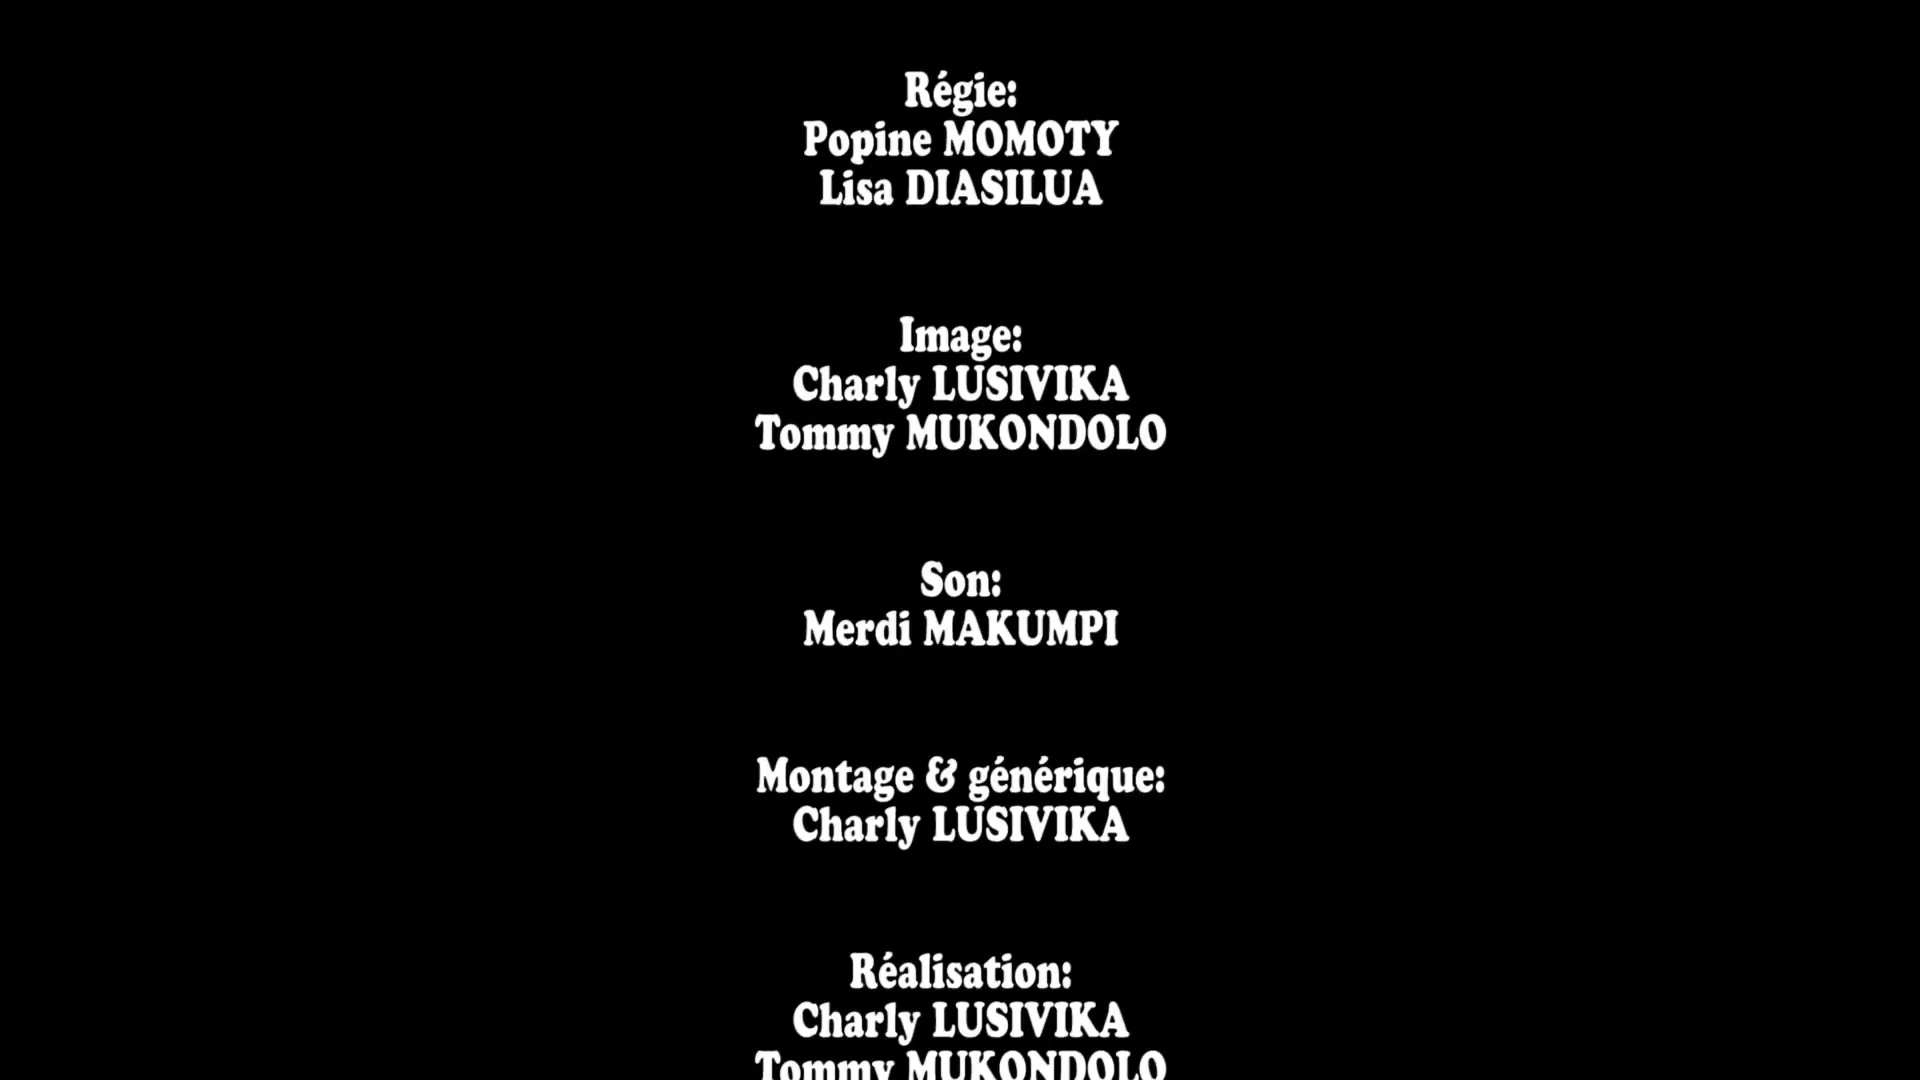 Régie:
Popine MOMOTY
Lisa DIASILUA
Image:
Charly LUSIVIKA
Tommy MUKONDOLO
Son:
Merdi MAKUMPI
Montage & générique:
Charly LUSIVIKA
Réalisation:
Charly LUSIVIKA
Tommy MUKONDOLO